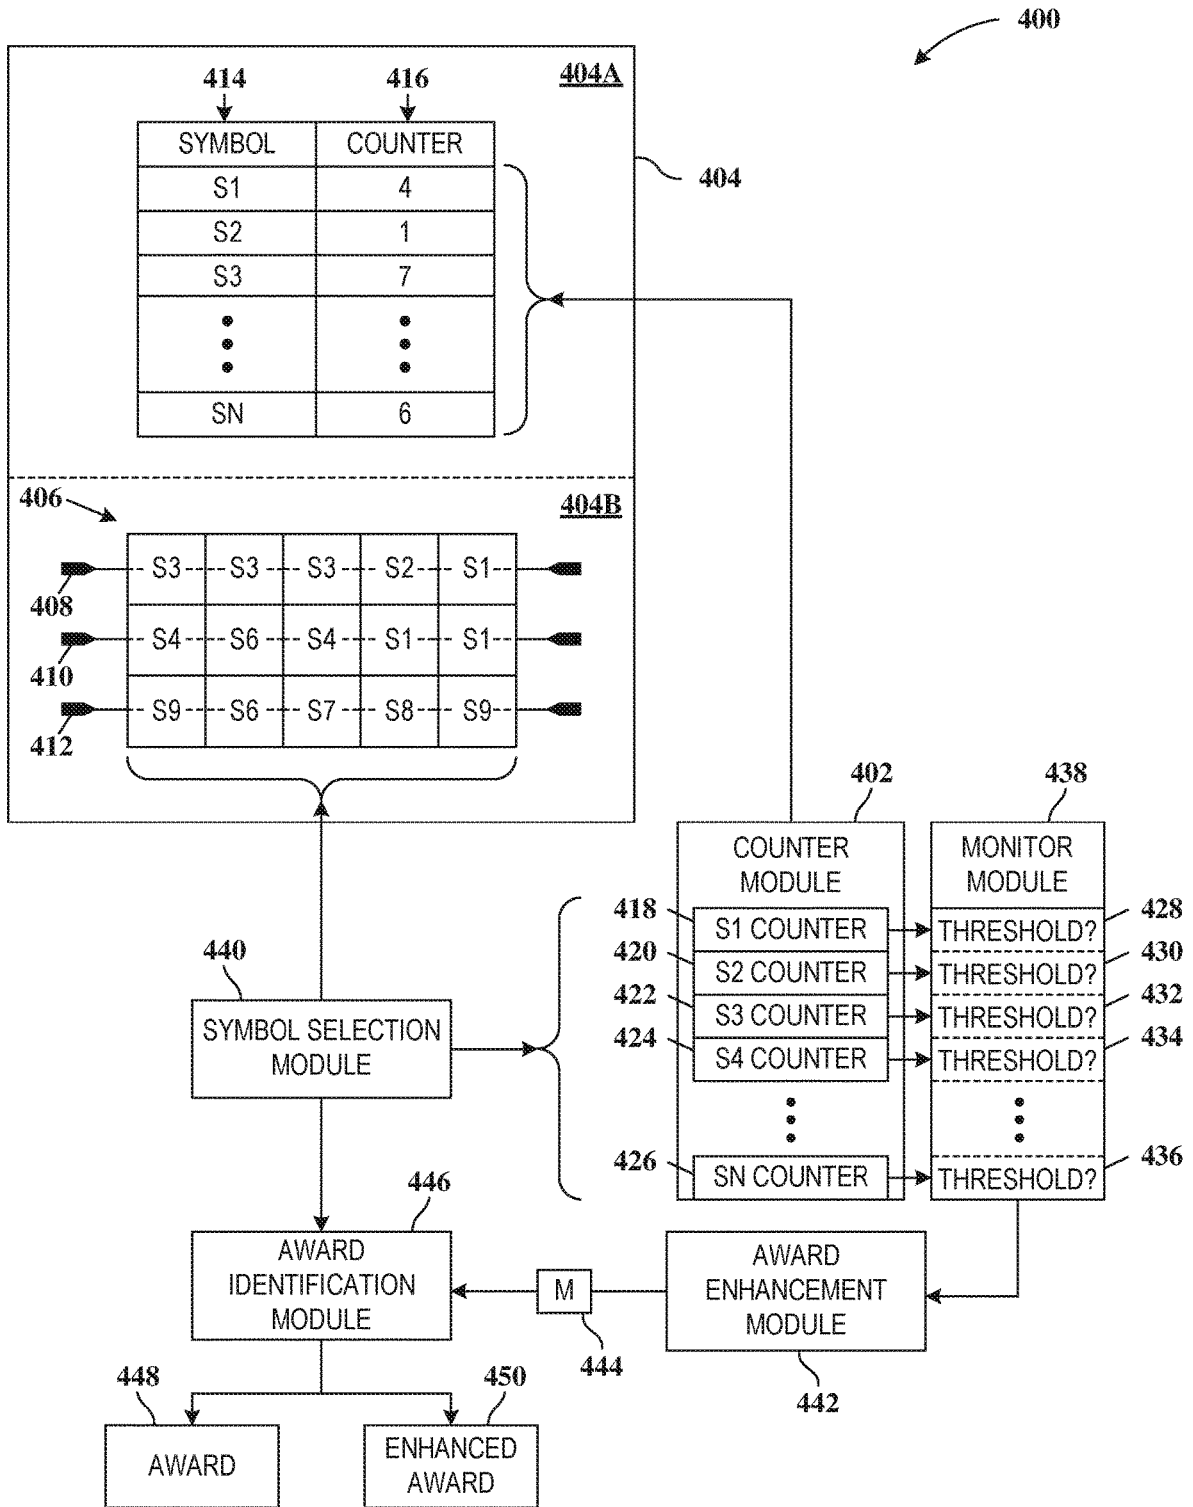 400
404A
414 416
SYMBOL COUNTER
404
S1 4
S2 1
S3 7
SN 6
406
404B
S3 S3 S3 S2 S1
408
S4 S6 S4 S1 S1
410
S9 S6 S7 S8 S9
412
402 438
COUNTER MODULE
MONITOR MODULE
418 S1 COUNTER THRESHOLD? 428
420 S2 COUNTER THRESHOLD? 430
422 S3 COUNTER THRESHOLD? 432
424 S4 COUNTER THRESHOLD? 434
426 SN COUNTER THRESHOLD? 436
440
SYMBOL SELECTION
MODULE
446
AWARD
IDENTIFICATION
MODULE
M
444
AWARD
ENHANCEMENT
MODULE
442
448 450
AWARD
ENHANCED
AWARD